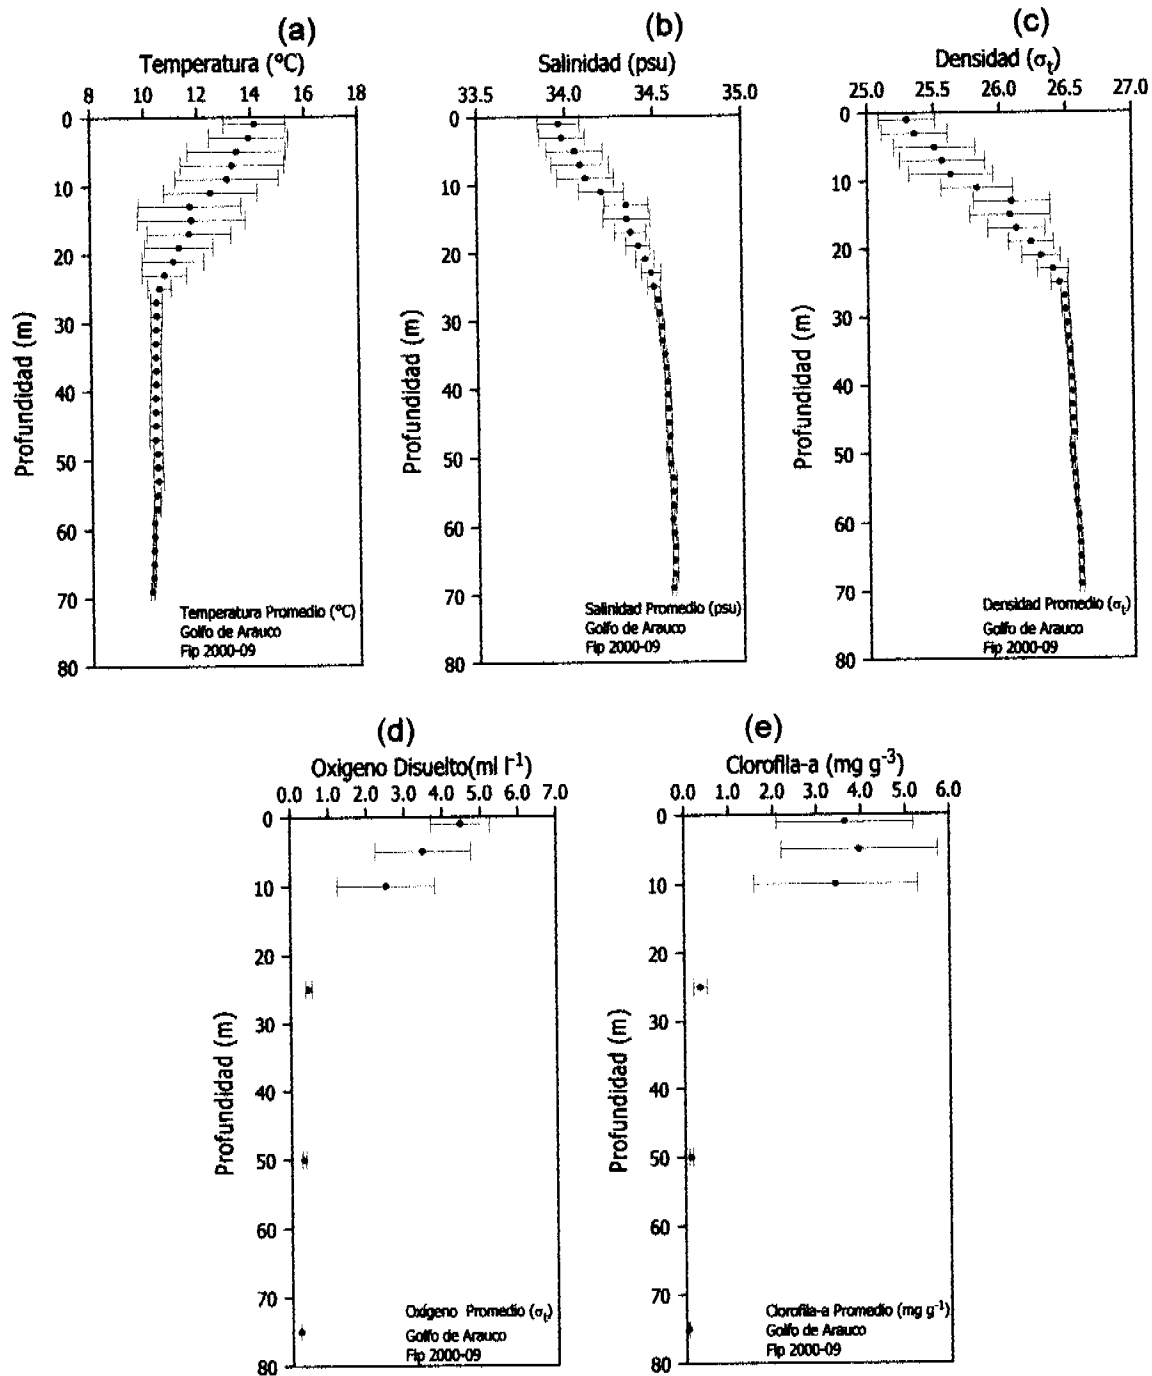 (a)
Temperatura (ºC)
8 10 12 14 16 18
0
10
20
30
40
50
60
70
80
Profundidad (m)
Temperatura Promedio (ºC)
Golfo de Arauco
Fip 2000-09
(b)
Salinidad (psu)
33.5 34.0 34.5 35.0
0
10
20
30
40
50
60
70
80
Profundidad (m)
Salinidad Promedio (psu)
Golfo de Arauco
Fip 2000-09
(c)
Densidad (σt)
25.0 25.5 26.0 26.5 27.0
0
10
20
30
40
50
60
70
80
Profundidad (m)
Densidad Promedio (σt)
Golfo de Arauco
Fip 2000-09
(d)
Oxígeno Disuelto(ml l-1)
0.0 1.0 2.0 3.0 4.0 5.0 6.0 7.0
0
10
20
30
40
50
60
70
80
Profundidad (m)
Oxígeno Promedio (σt)
Golfo de Arauco
Fip 2000-09
(e)
Clorofila-a (mg g-3)
0.0 2.0 3.0 4.0 5.0 6.0
0
10
20
30
40
50
60
70
80
Profundidad (m)
Clorofila-a Promedio (mg g-1)
Golfo de Arauco
Fip 2000-09